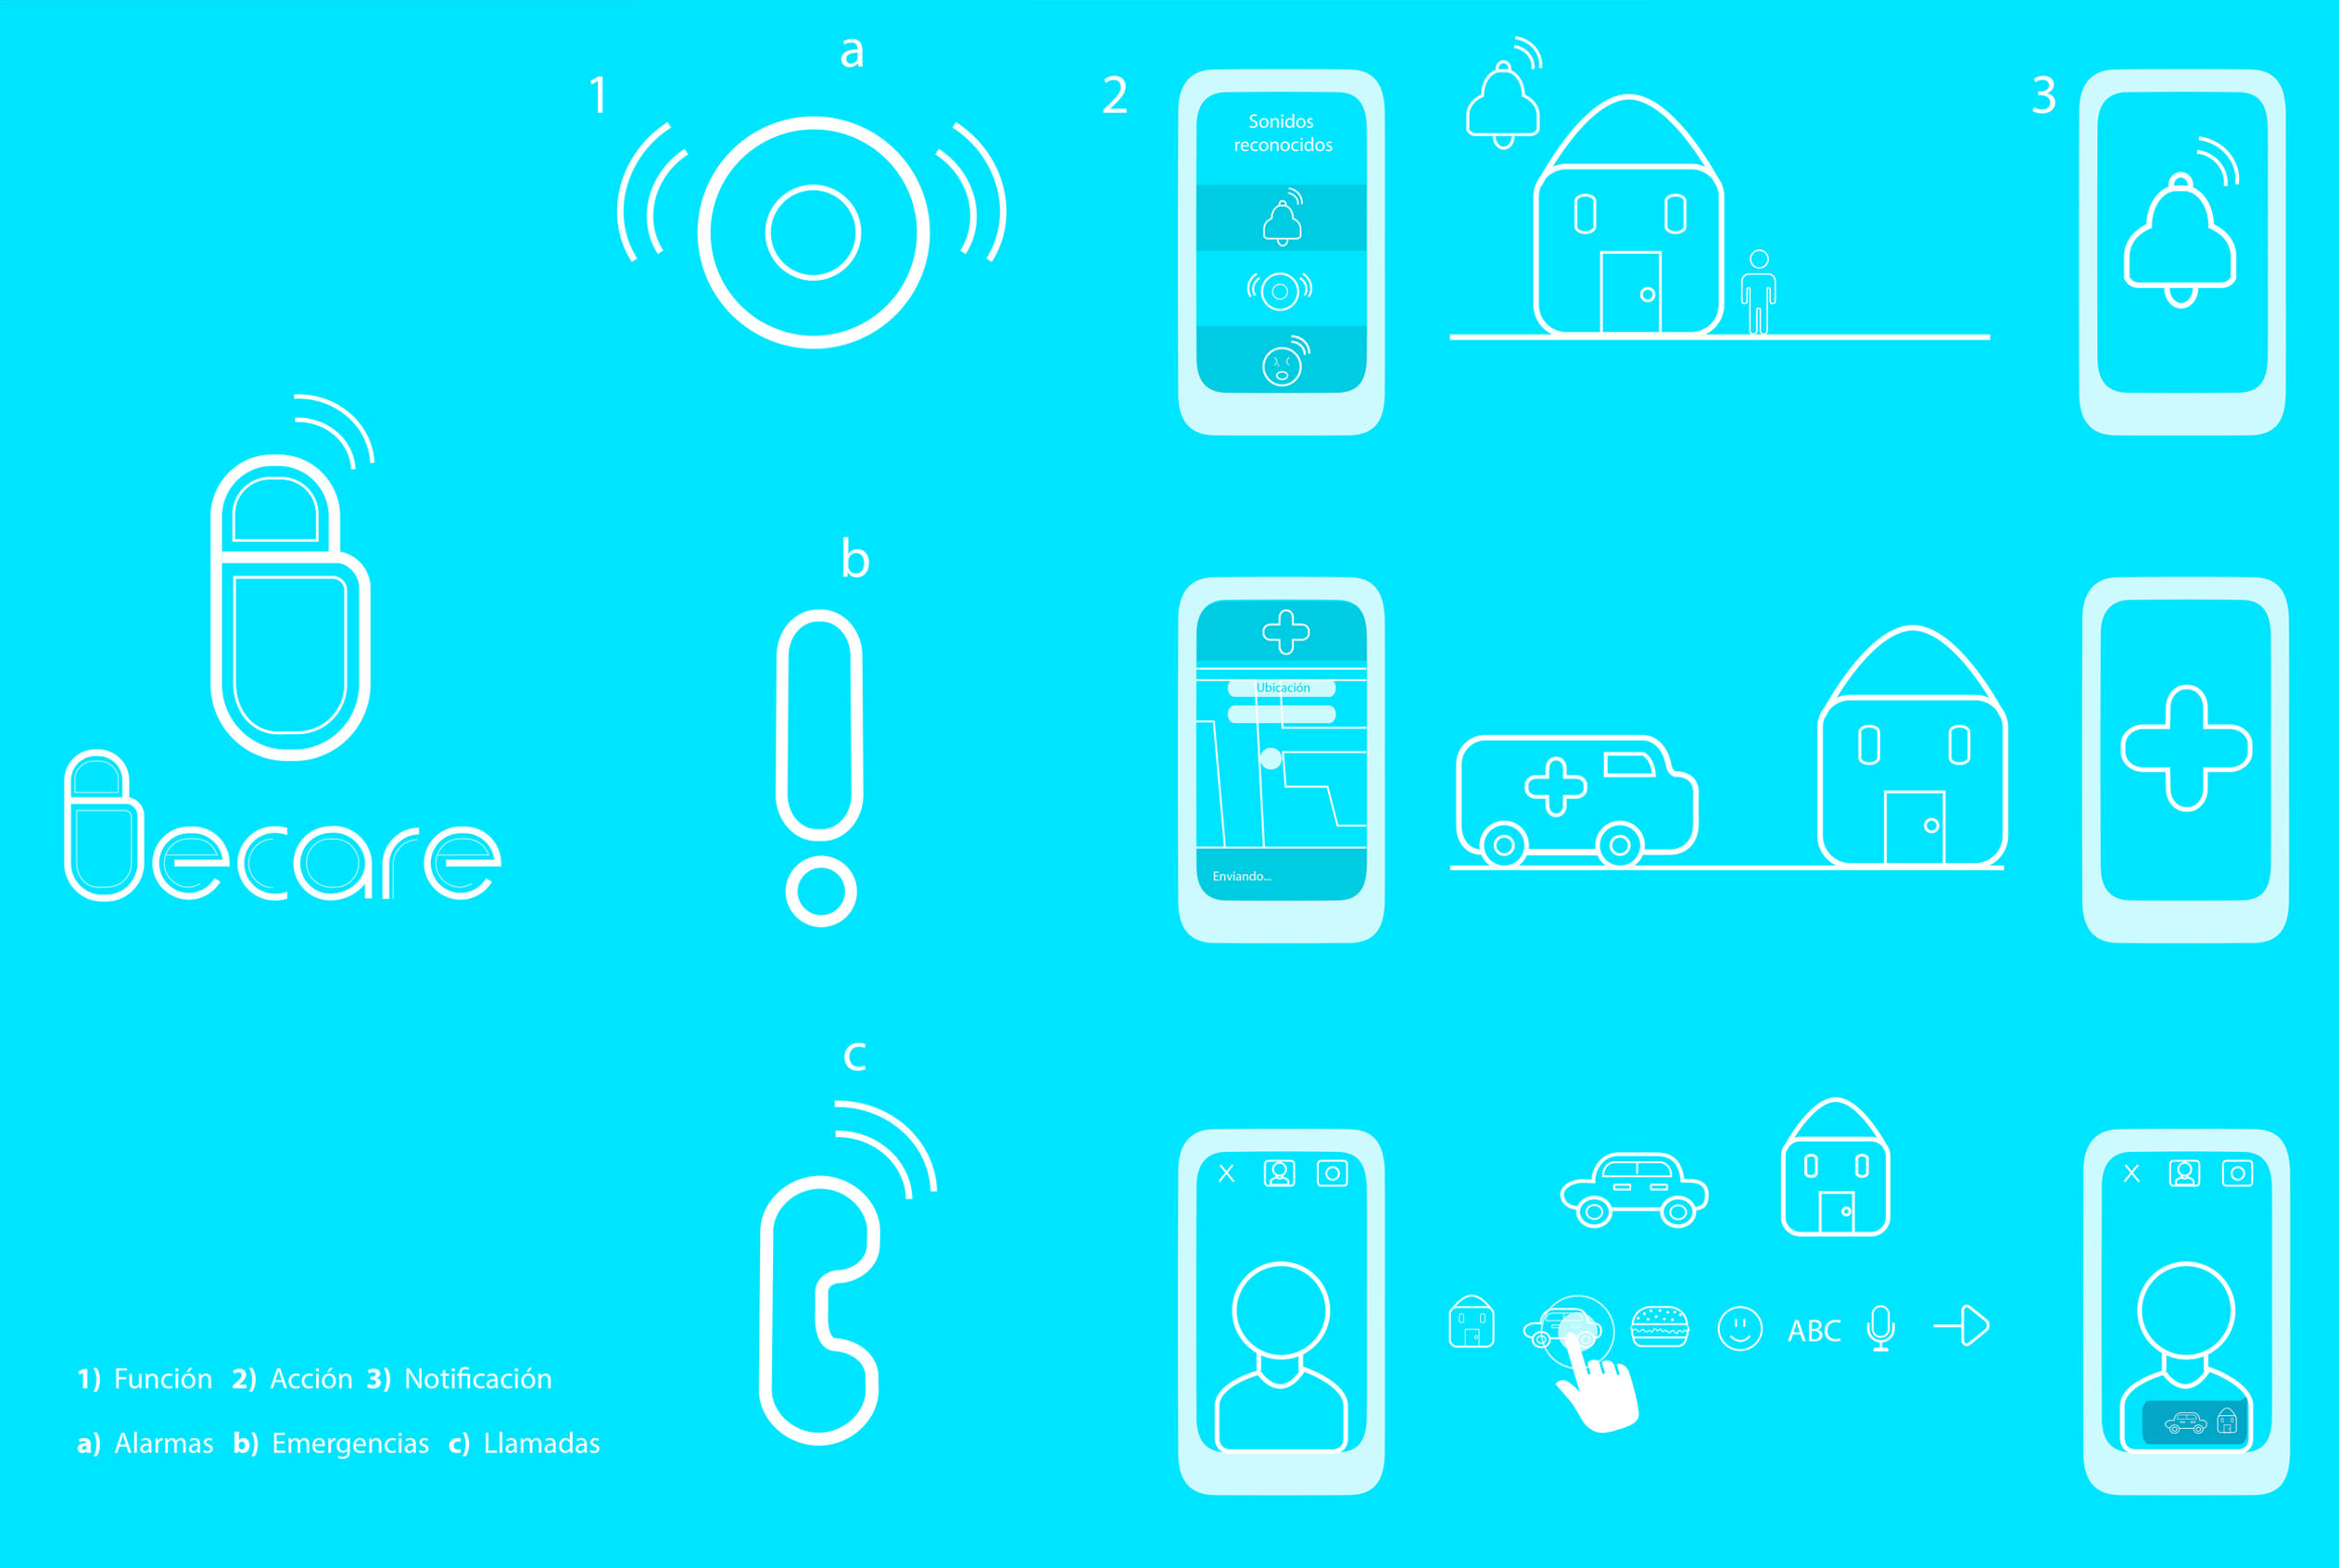 a
1
2
3
Sonidos
reconocidos
b
Ubicación
Enviando...
Becare
c
X
X
ABC
1) Función 2) Acción 3) Notificación
a) Alarmas b) Emergencias c) Llamadas